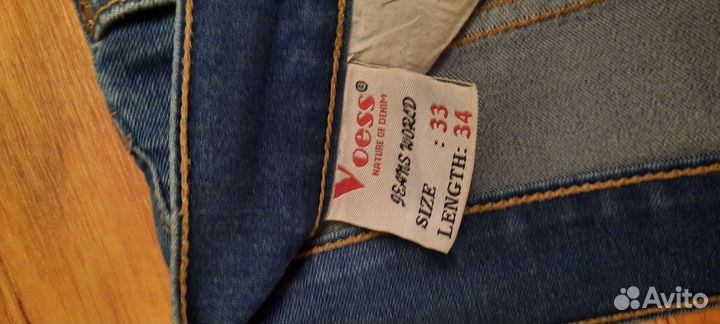 Voess®
NATURE OF DENIM
JEANS WORLD
SIZE : 33
LENGTH: 34
Avito